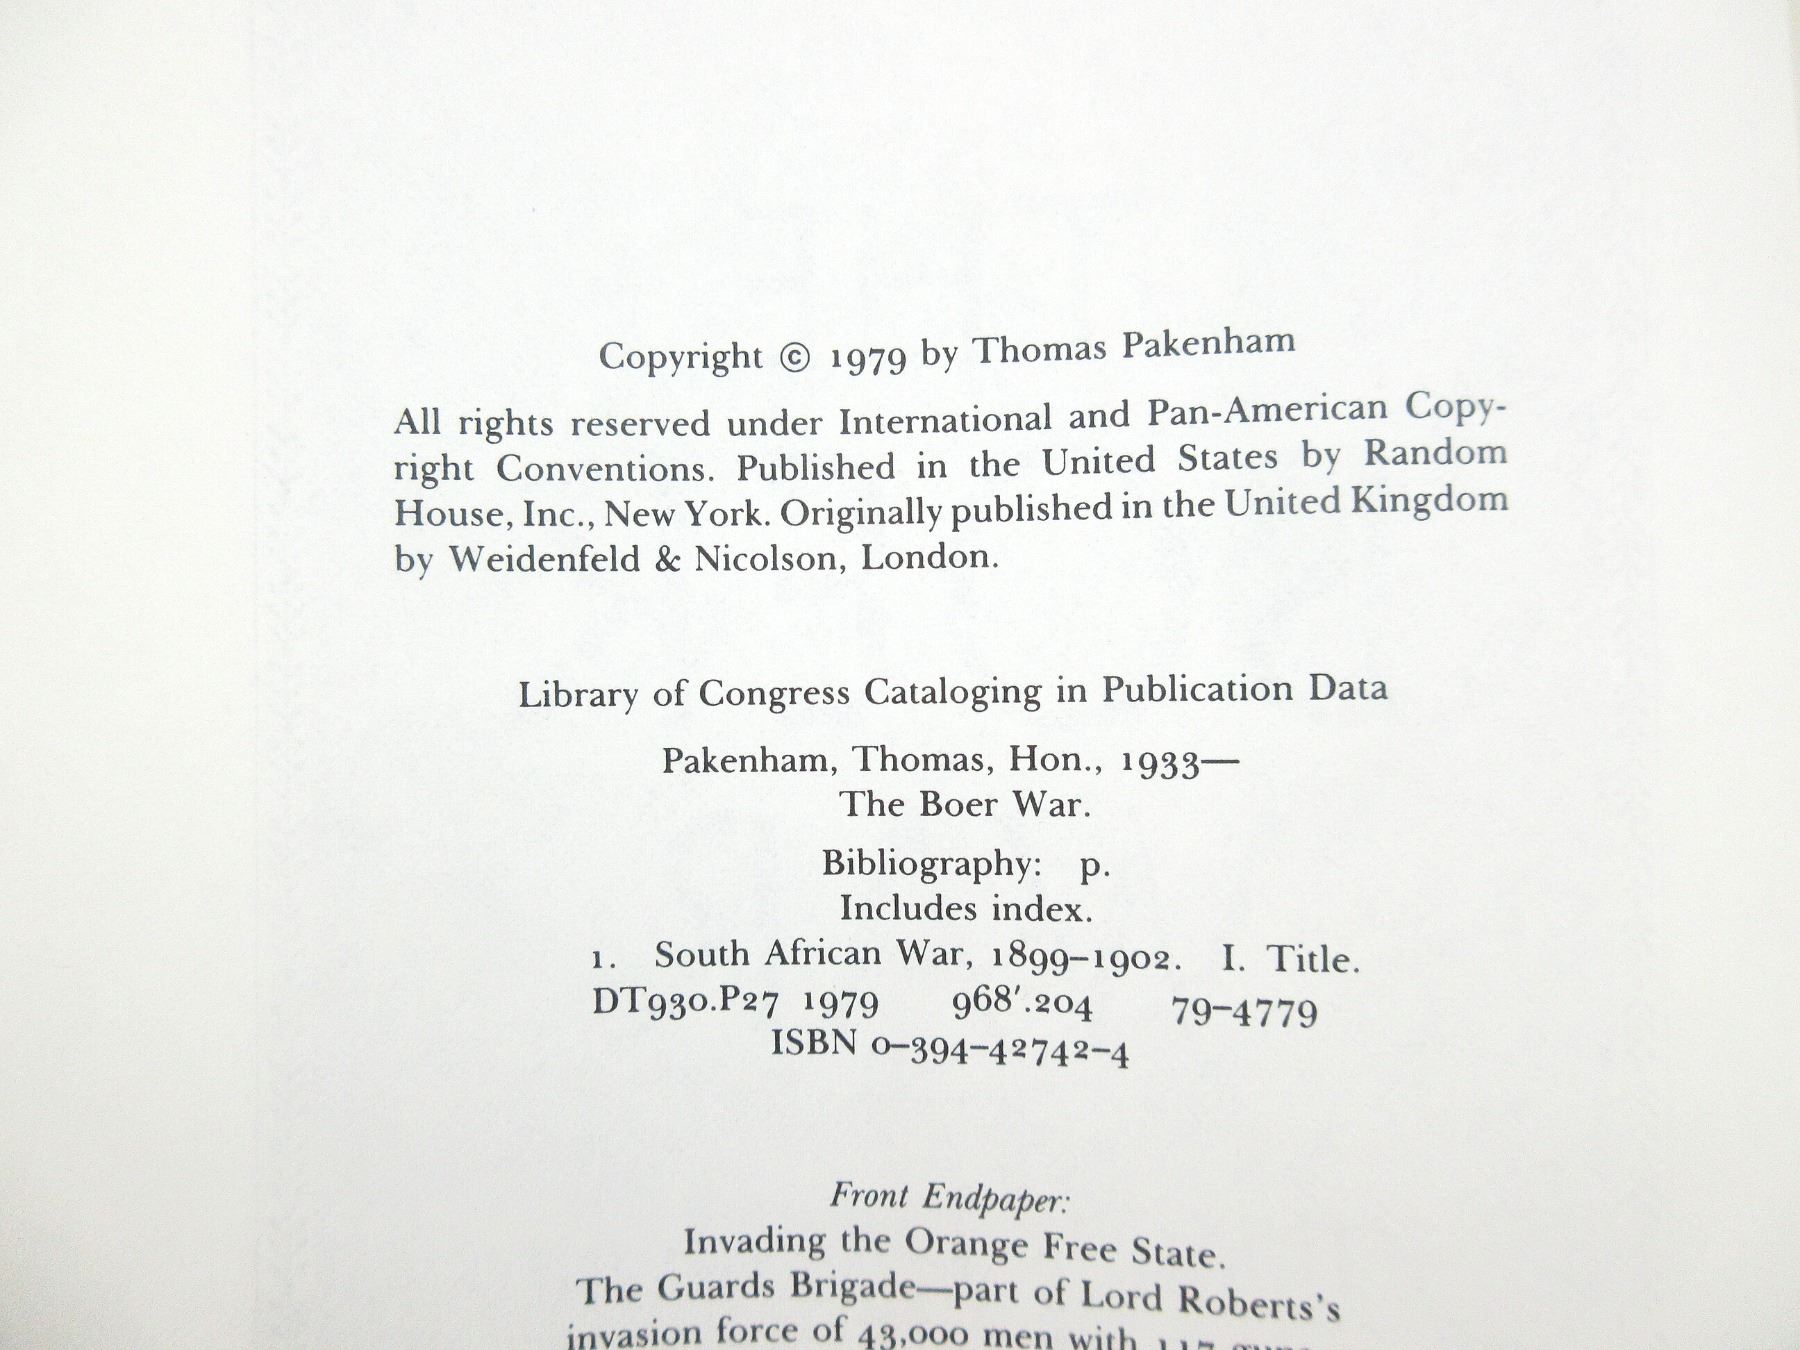 Copyright © 1979 by Thomas Pakenham
All rights reserved under International and Pan-American Copy-
right Conventions. Published in the United States by Random
House, Inc., New York. Originally published in the United Kingdom
by Weidenfeld & Nicolson, London.
Library of Congress Cataloging in Publication Data
Pakenham, Thomas, Hon., 1933—
The Boer War.
Bibliography: p.
Includes index.
1. South African War, 1899–1902. I. Title.
DT930.P27 1979 968'.204 79–4779
ISBN 0–394–42742–4
Front Endpaper:
Invading the Orange Free State.
The Guards Brigade—part of Lord Roberts's
invasion force of 43,000 men with